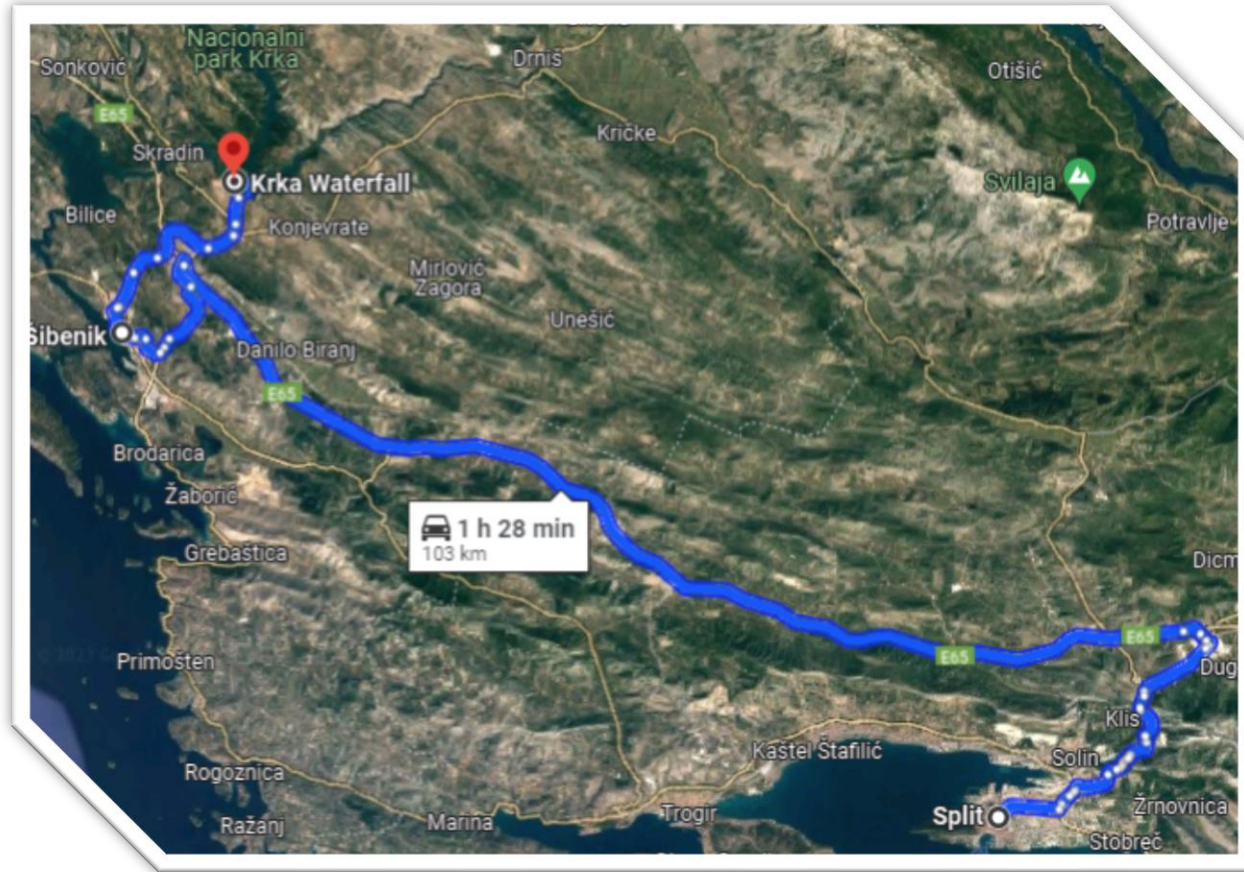 Nacionalni
park Krka
Sonković
Drniš
Otišić
E65
Kričke
Skradin
Krka Waterfall
Svilaja
Bilice
Konjevrate
Potravlje
Mirlović
Zagora
Unešić
Šibenik
Danilo Biranj
E65
Brodarica
Žaborić
1 h 28 min
103 km
Grebaštica
Dicm
E65
E65
Primošten
Dug
Klis
Kaštel Štafilić
Solin
Rogoznica
Žrnovnica
Trogir
Split
Ražanj
Marina
Stobreč